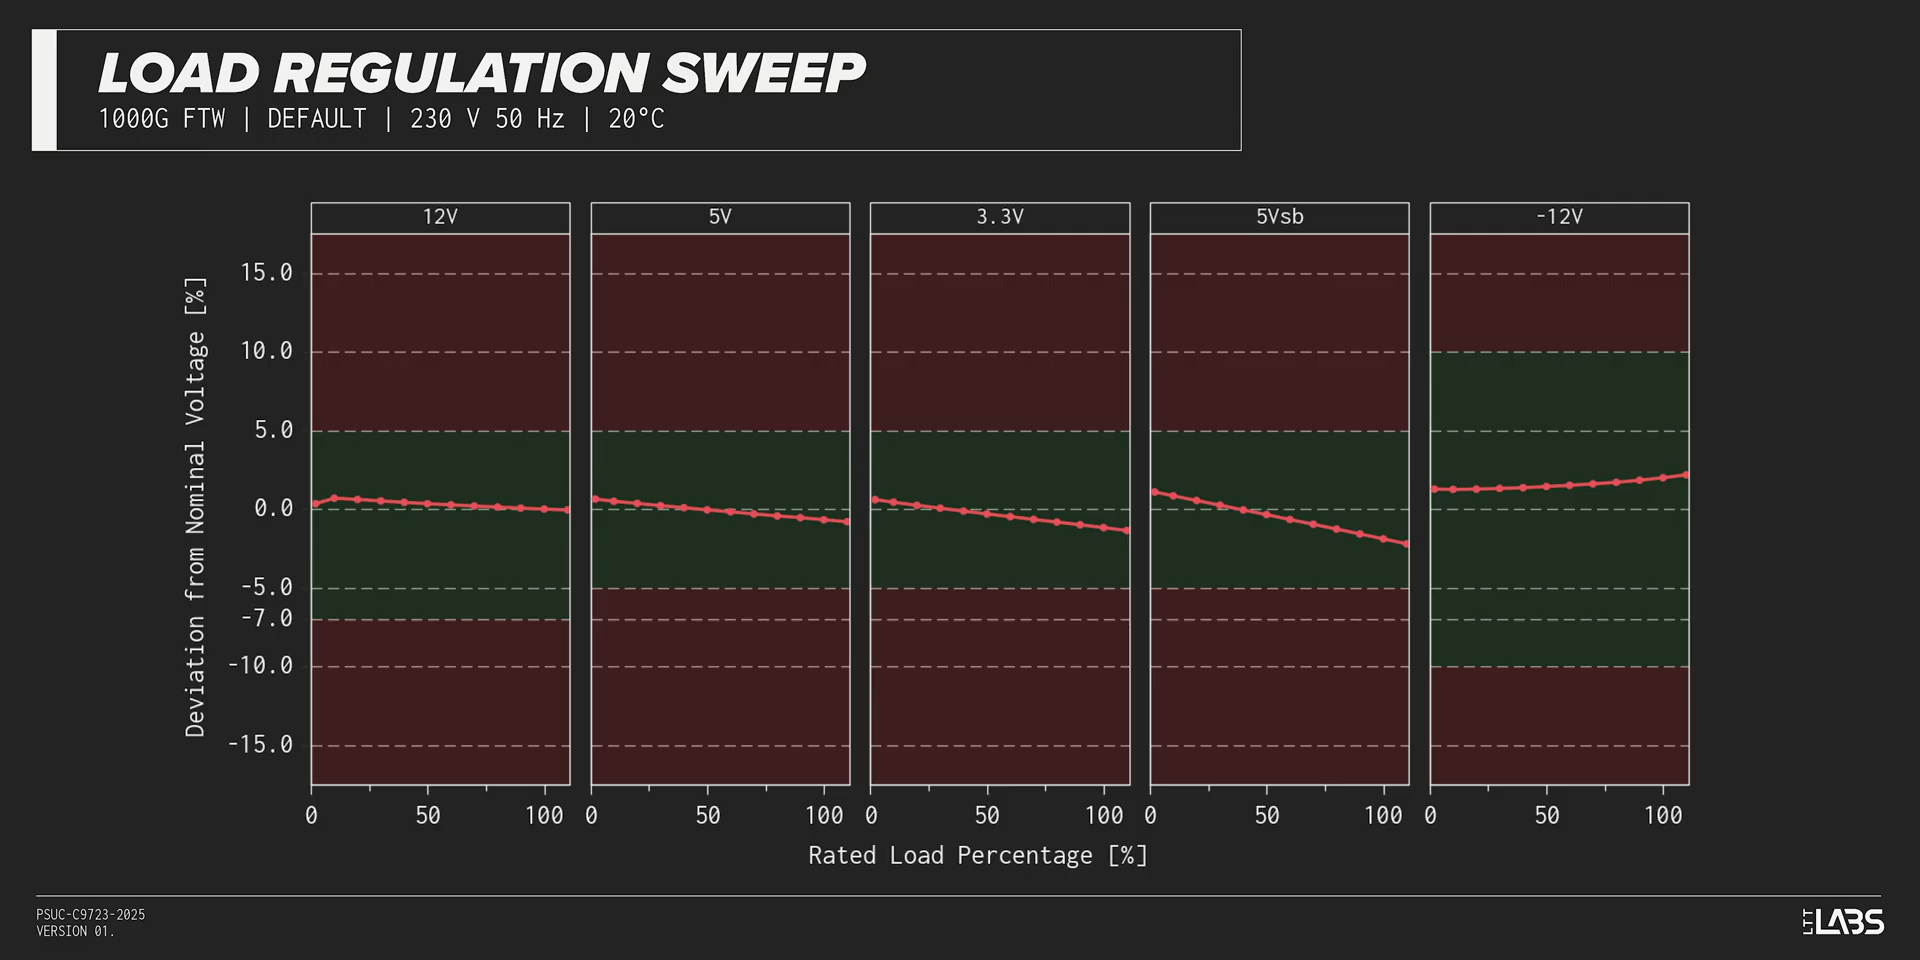 LOAD REGULATION SWEEP
1000G FTW | DEFAULT | 230 V 50 Hz | 20°C
12V
5V
3.3V
5Vsb
-12V
Deviation from Nominal Voltage [%]
15.0
10.0
5.0
0.0
-5.0
-7.0
-10.0
-15.0
0 50 100
0 50 100
0 50 100
0 50 100
0 50 100
Rated Load Percentage [%]
PSUC-C9723-2025
VERSION 01.
LTT LABS